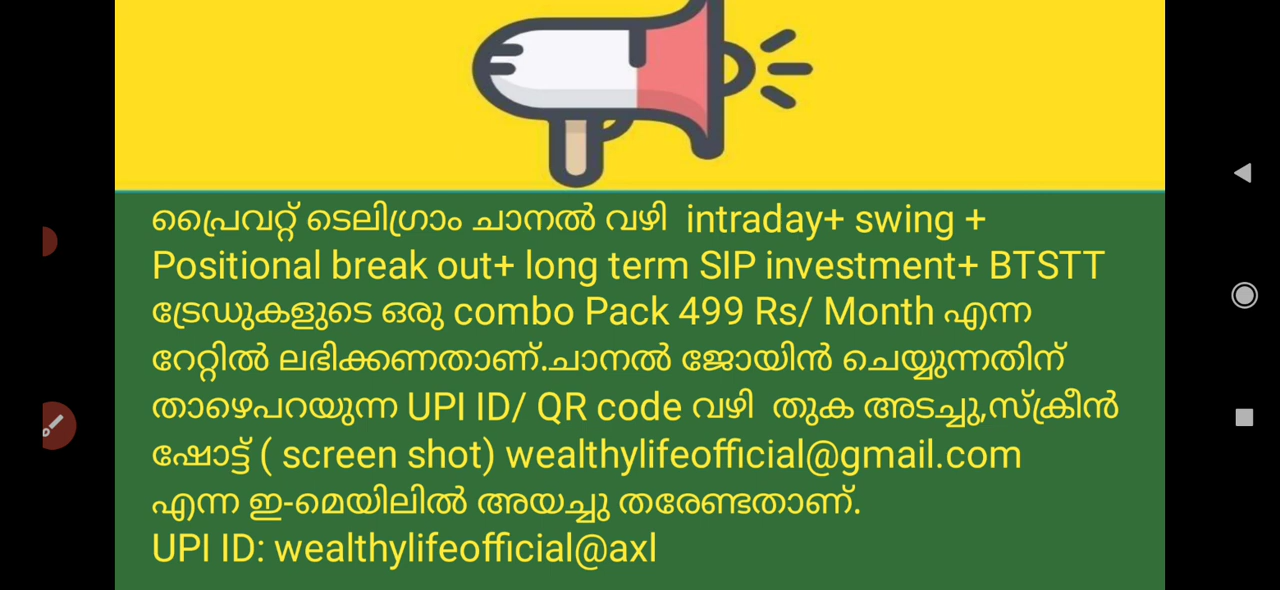 പ്രൈവറ്റ് ടെലിഗ്രാം ചാനൽ വഴി intraday+ swing +
Positional break out+ long term SIP investment+ BTSTT
ട്രേഡുകളുടെ ഒരു combo Pack 499 Rs/ Month എന്ന
റേറ്റിൽ ലഭിക്കണതാണ്.ചാനൽ ജോയിൻ ചെയ്യുന്നതിന്
താഴെപറയുന്ന UPI ID/ QR code വഴി തുക അടച്ചു,സ്ക്രീൻ
ഷോട്ട് ( screen shot) wealthylifeofficial@gmail.com
എന്ന ഇ-മെയിലിൽ അയച്ചു തരേണ്ടതാണ്.
UPI ID: wealthylifeofficial@axl